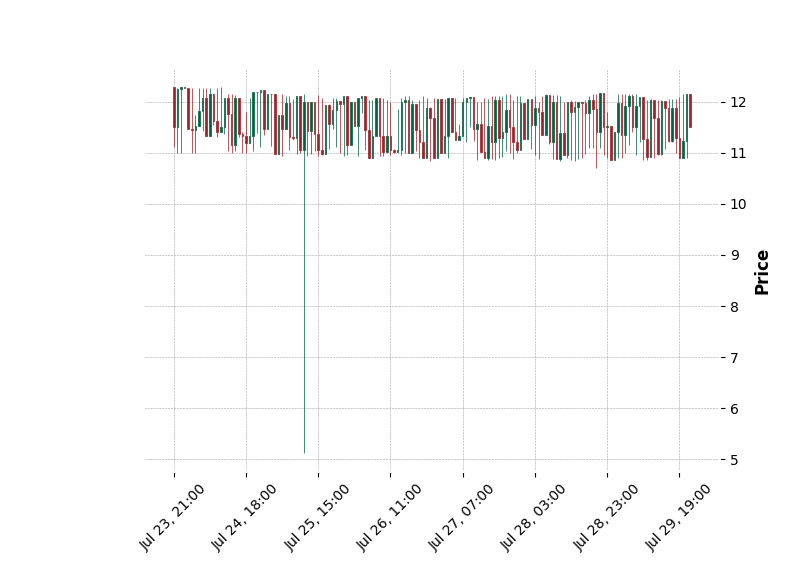 12
11
10
9
8
7
6
5
Price
Jul 23, 21:00
Jul 24, 18:00
Jul 25, 15:00
Jul 26, 11:00
Jul 27, 07:00
Jul 28, 03:00
Jul 28, 23:00
Jul 29, 19:00